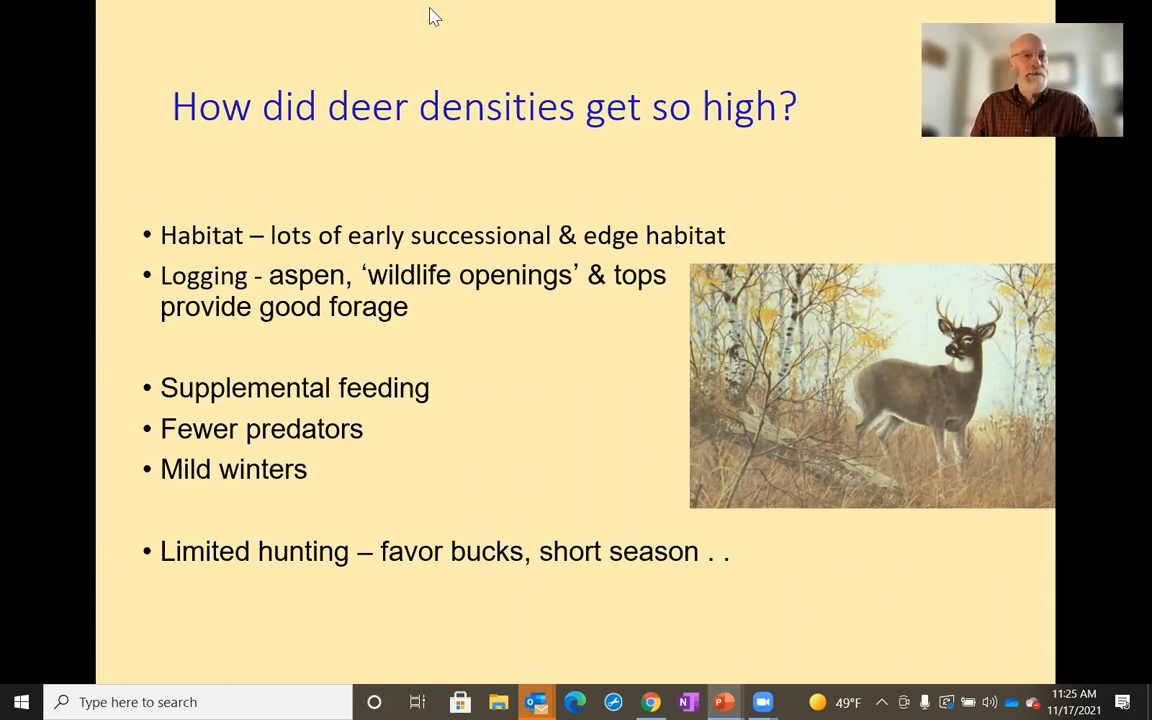 How did deer densities get so high?
• Habitat – lots of early successional & edge habitat
• Logging - aspen, ‘wildlife openings’ & tops
provide good forage
• Supplemental feeding
• Fewer predators
• Mild winters
• Limited hunting – favor bucks, short season . .
Type here to search
49°F
11:25 AM
11/17/2021